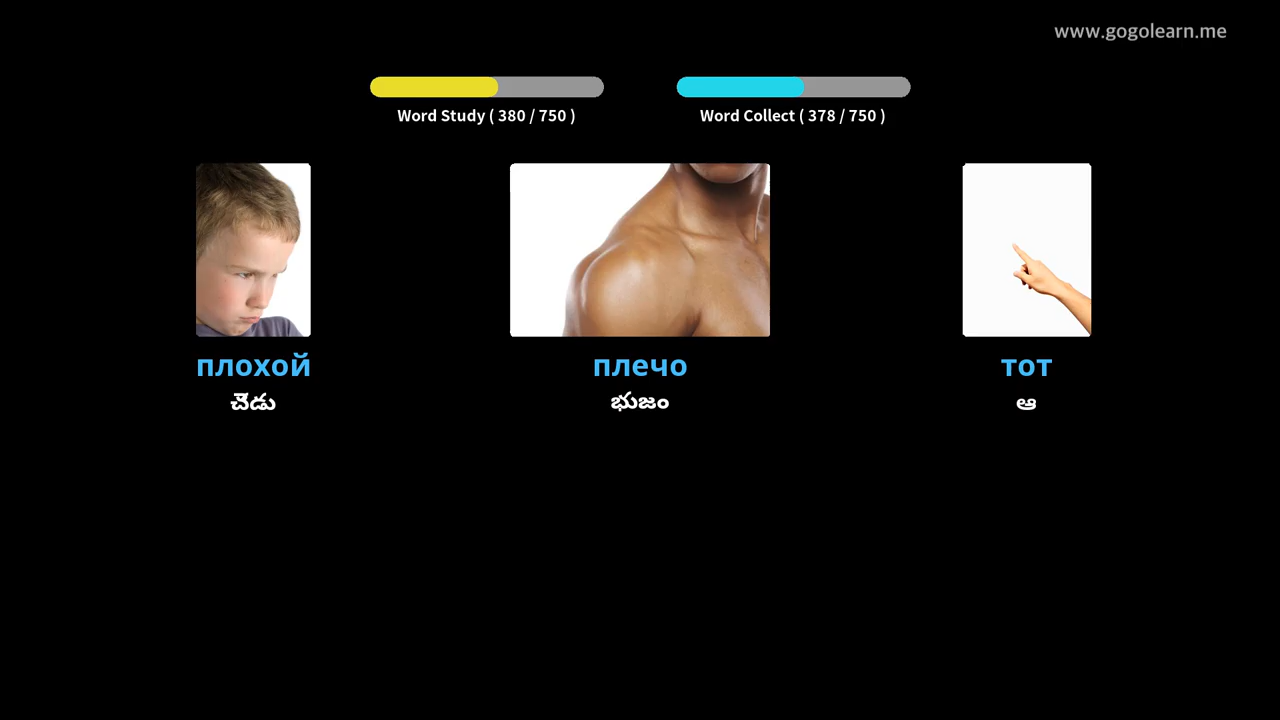 www.gogolearn.me
Word Study ( 380 / 750 )
Word Collect ( 378 / 750 )
плохой
చెడు
плечо
భుజం
тот
ఆ